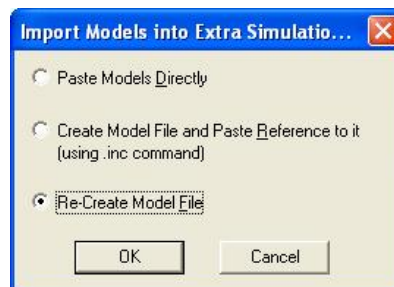 Import Models into Extra Simulatio...
Paste Models Directly
Create Model File and Paste Reference to it
(using .inc command)
Re-Create Model File
OK
Cancel